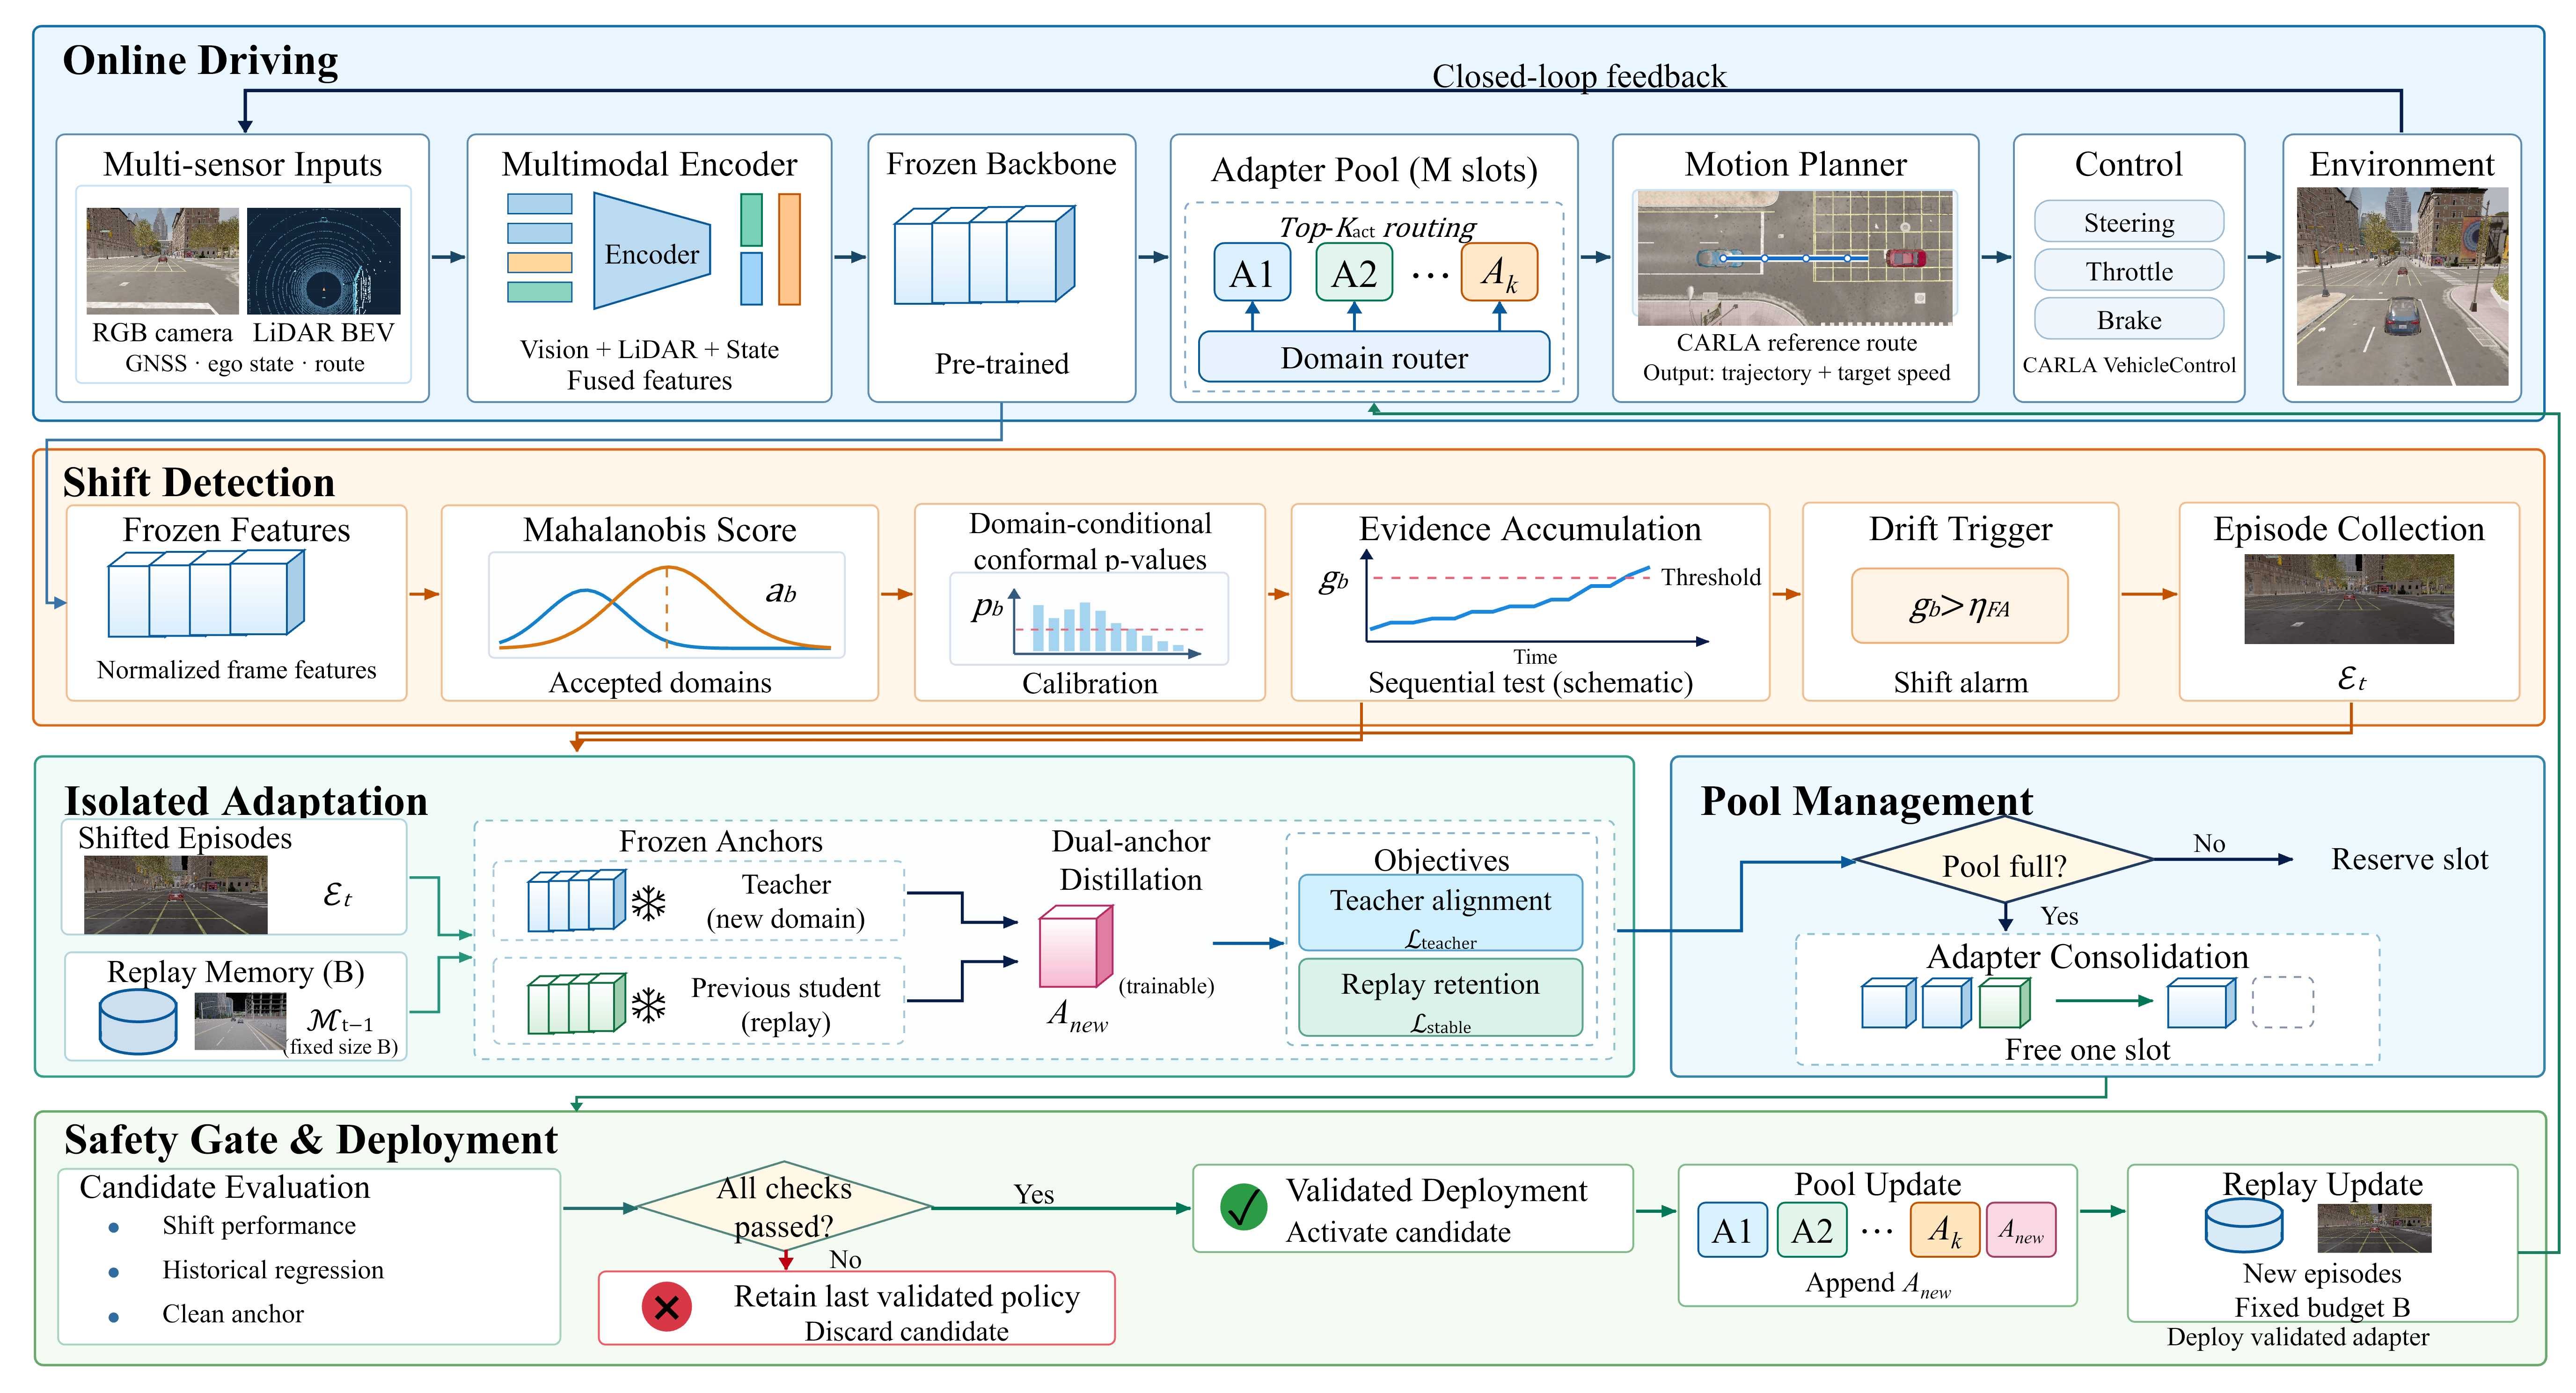 Online Driving
Closed-loop feedback
Multi-sensor Inputs
RGB camera
LiDAR BEV
GNSS · ego state · route
Multimodal Encoder
Encoder
Vision + LiDAR + State
Fused features
Frozen Backbone
Pre-trained
Adapter Pool (M slots)
Top-Kact routing
A1
A2
···
Ak
Domain router
Motion Planner
CARLA reference route
Output: trajectory + target speed
Control
Steering
Throttle
Brake
CARLA VehicleControl
Environment
Shift Detection
Frozen Features
Normalized frame features
Mahalanobis Score
ab
Accepted domains
Domain-conditional
conformal p-values
pb
Calibration
Evidence Accumulation
gb
Threshold
Time
Sequential test (schematic)
Drift Trigger
gb>ηFA
Shift alarm
Episode Collection
ℰt
Isolated Adaptation
Shifted Episodes
ℰt
Replay Memory (B)
ℳt−1
(fixed size B)
Frozen Anchors
Teacher
(new domain)
Previous student
(replay)
Dual-anchor
Distillation
(trainable)
Anew
Objectives
Teacher alignment
ℒteacher
Replay retention
ℒstable
Pool Management
Pool full?
No
Reserve slot
Yes
Adapter Consolidation
Free one slot
Safety Gate & Deployment
Candidate Evaluation
• Shift performance
• Historical regression
• Clean anchor
All checks
passed?
Yes
No
Retain last validated policy
Discard candidate
Validated Deployment
Activate candidate
Pool Update
A1
A2
···
Ak
Anew
Append Anew
Replay Update
New episodes
Fixed budget B
Deploy validated adapter